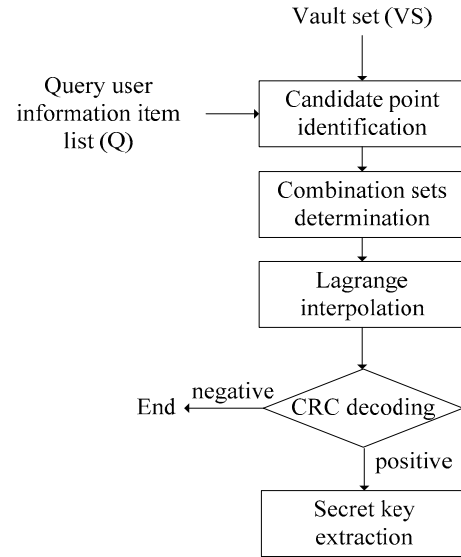 Vault set (VS)
Query user
information item
list (Q)
Candidate point
identification
Combination sets
determination
Lagrange
interpolation
negative
End
CRC decoding
positive
Secret key
extraction